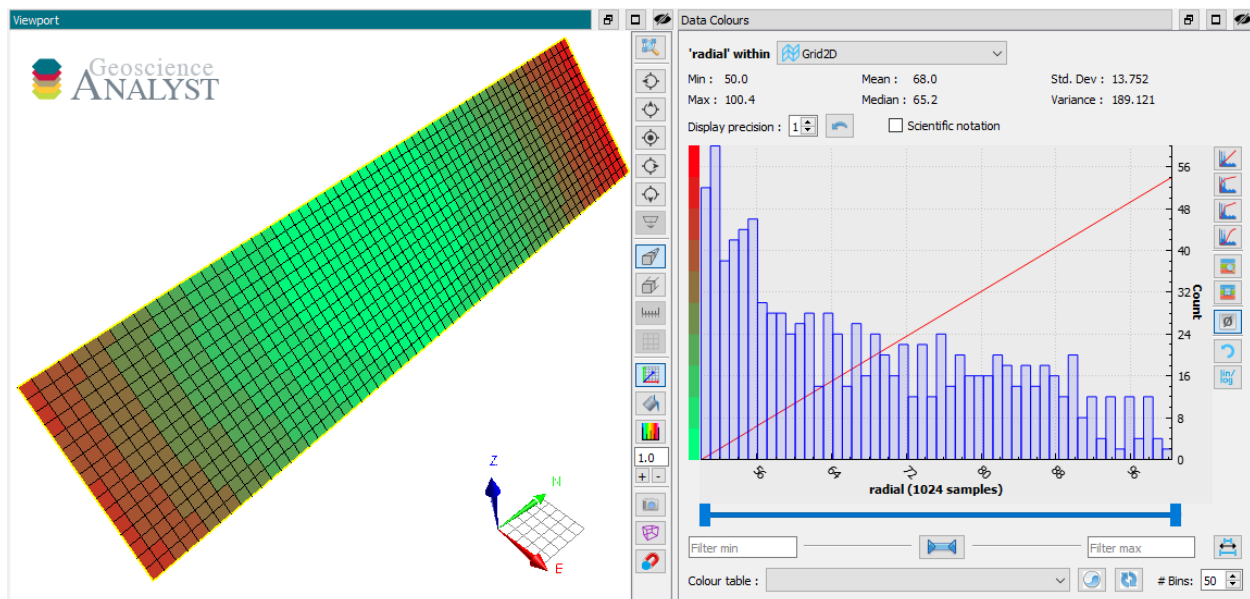 Viewport
Geoscience
ANALYST
Z
N
E
1.0
+ -
Data Colours
'radial' within Grid2D
Min : 50.0 Mean : 68.0 Std. Dev : 13.752
Max : 100.4 Median : 65.2 Variance : 189.121
Display precision : 1 Scientific notation
56
48
40
32
24
16
8
0
Count
56 64 72 80 88 96
radial (1024 samples)
lin/
log
Filter min Filter max
Colour table : # Bins: 50